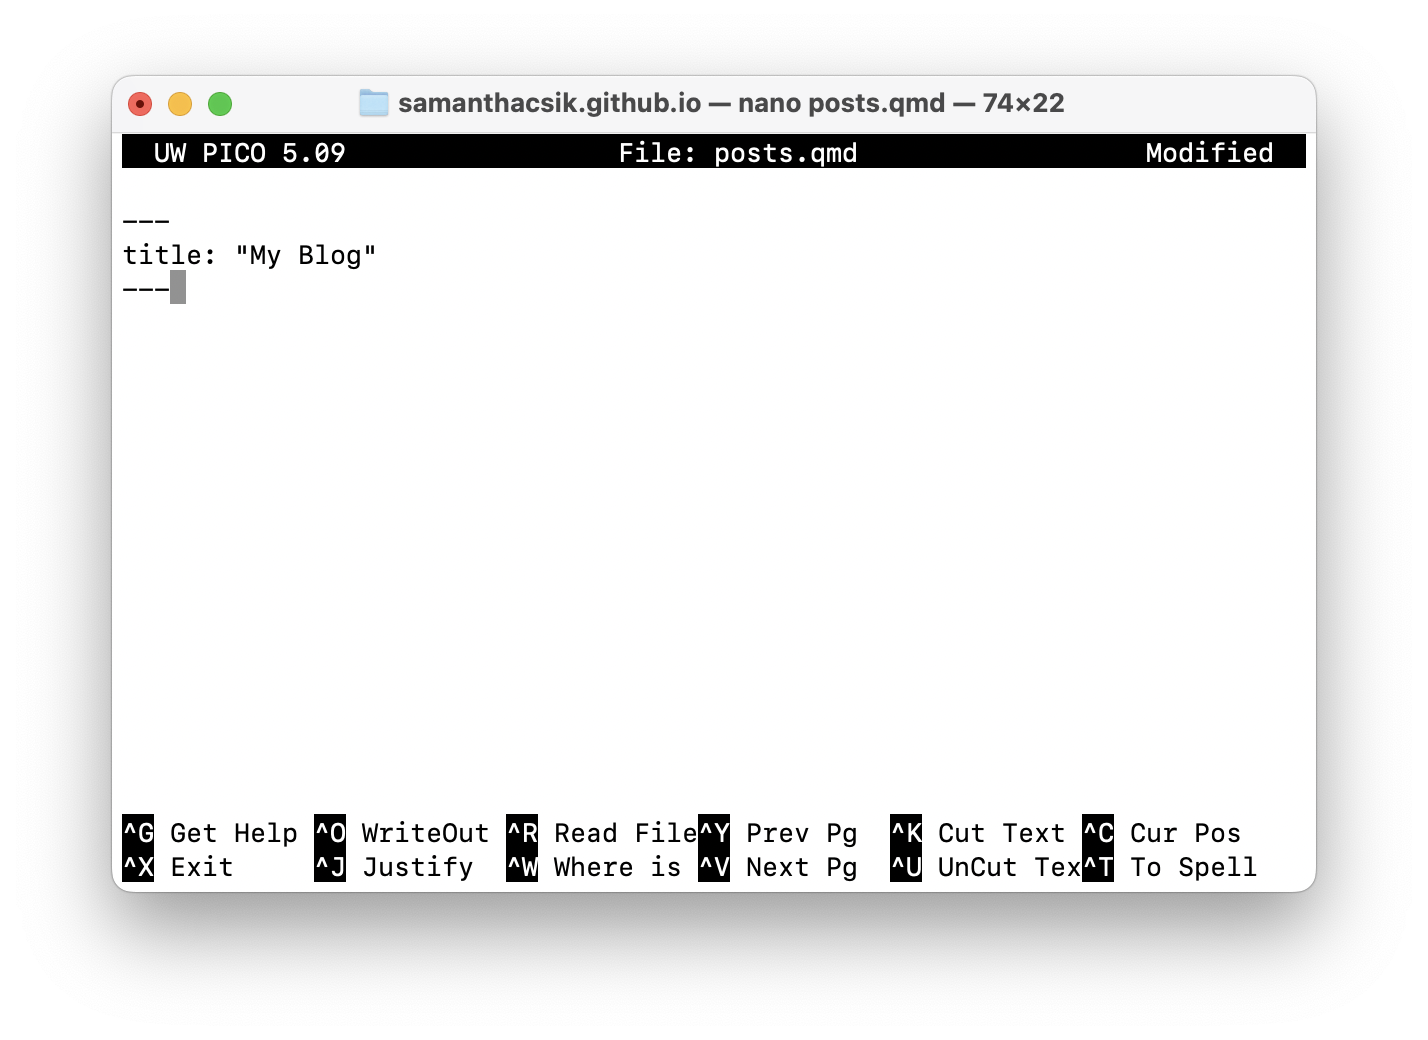 samanthacsik.github.io — nano posts.qmd — 74×22
UW PICO 5.09 File: posts.qmd Modified
---
title: "My Blog"
---
^G Get Help ^O WriteOut ^R Read File ^Y Prev Pg ^K Cut Text ^C Cur Pos
^X Exit ^J Justify ^W Where is ^V Next Pg ^U UnCut Tex ^T To Spell